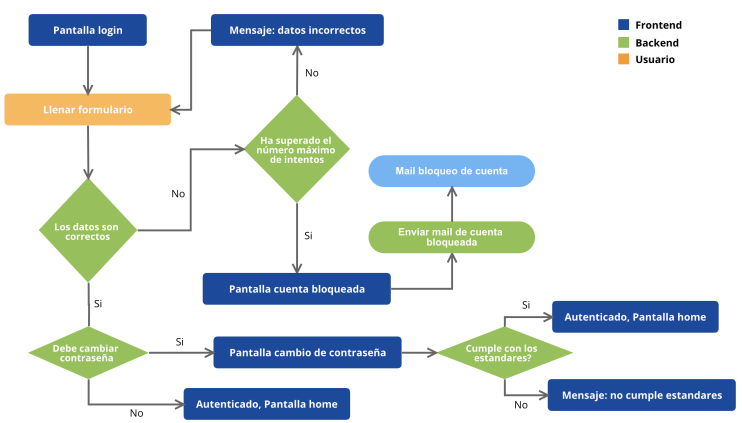 Pantalla login
Mensaje: datos incorrectos
Frontend
Backend
Usuario
Llenar formulario
No
Ha superado el
número máximo
de intentos
Mail bloqueo de cuenta
No
Los datos son
correctos
Enviar mail de cuenta
bloqueada
Si
Pantalla cuenta bloqueada
Si
Si
Autenticado, Pantalla home
Debe cambiar
contraseña
Si
Pantalla cambio de contraseña
Cumple con los
estandares?
Mensaje: no cumple estandares
No
Autenticado, Pantalla home
No